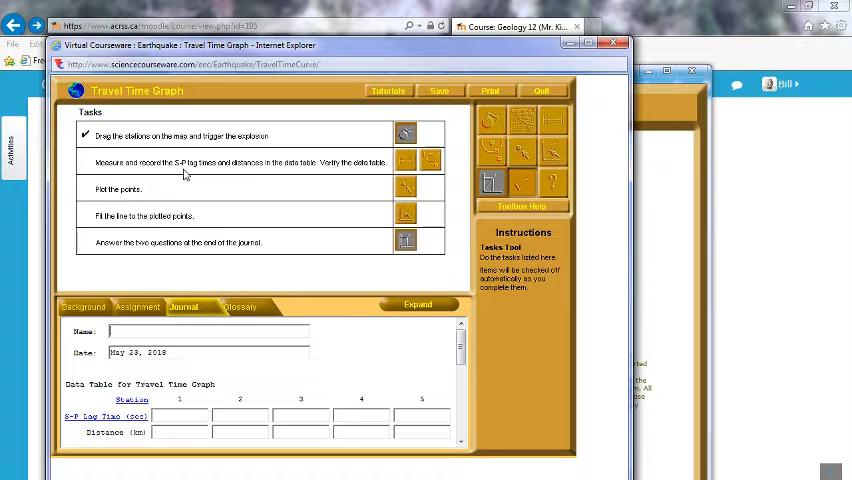 https://www.acrss.ca/moodle/course/view.php?id=105
Course: Geology 12 (Mr. Ki...
File
Virtual Courseware : Earthquake : Travel Time Graph - Internet Explorer
http://www.sciencecourseware.com/eec/Earthquake/TravelTimeCurve/
Bill
Activities
Travel Time Graph
Tutorials
Save
Print
Quit
Tasks
Drag the stations on the map and trigger the explosion
Measure and record the S-P lag times and distances in the data table. Verify the data table.
Plot the points.
Fit the line to the plotted points.
Answer the two questions at the end of the journal.
Toolbox Help
Instructions
Tasks Tool
Do the tasks listed here.
Items will be checked off
automatically as you
complete them.
Background
Assignment
Journal
Glossary
Expand
Name:
Date: May 23, 2018
Data Table for Travel Time Graph
Station 1 2 3 4 5
S-P Lag Time (sec)
Distance (km)